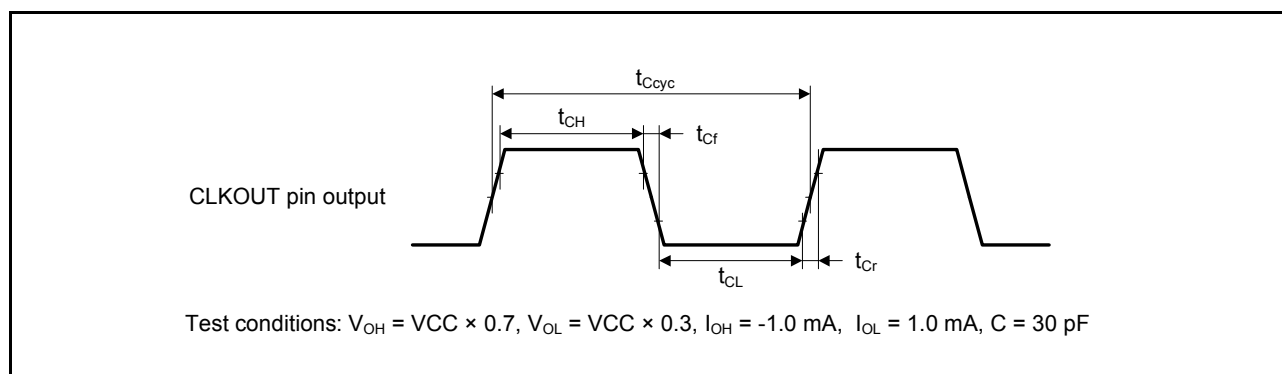 tCcyc
tCH
tCf
CLKOUT pin output
tCL
tCr
Test conditions: VOH = VCC × 0.7, VOL = VCC × 0.3, IOH = -1.0 mA, IOL = 1.0 mA, C = 30 pF